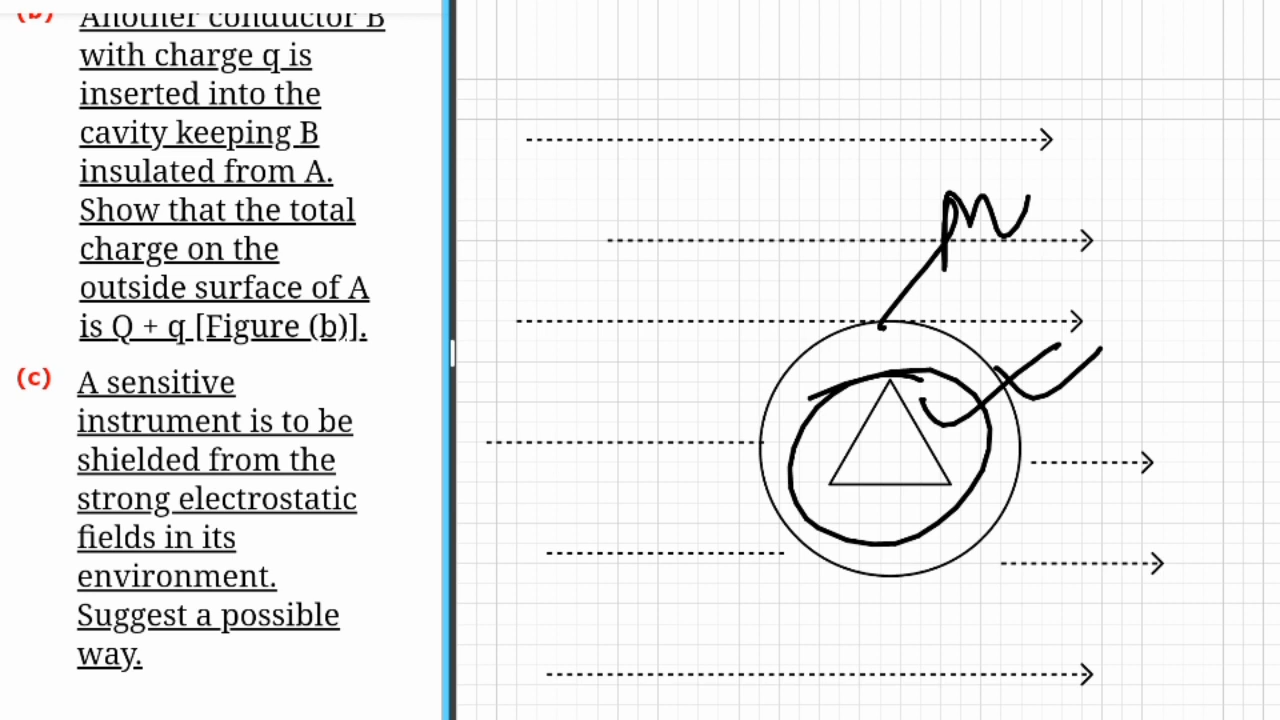 (b) Another conductor B
with charge q is
inserted into the
cavity keeping B
insulated from A.
Show that the total
charge on the
outside surface of A
is Q + q [Figure (b)].
(c) A sensitive
instrument is to be
shielded from the
strong electrostatic
fields in its
environment.
Suggest a possible
way.